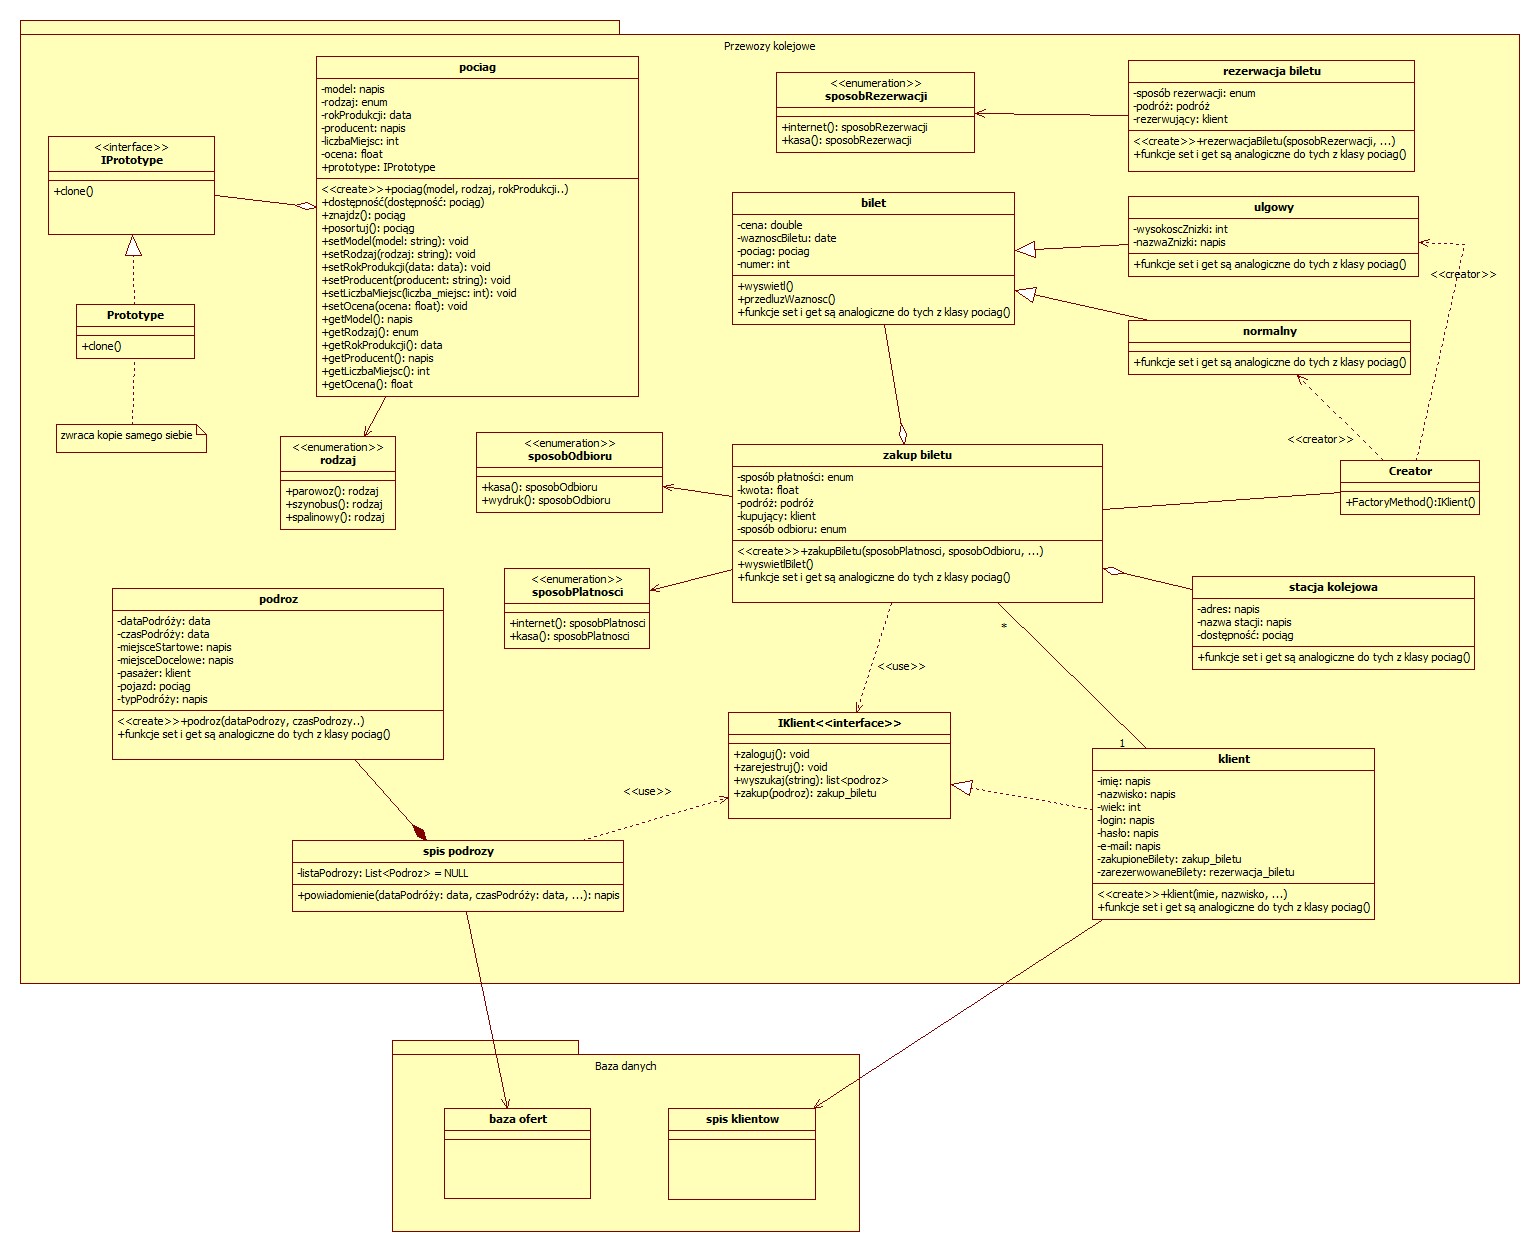 Przewozy kolejowe
pociag
-model: napis
-rodzaj: enum
-rokProdukcji: data
-producent: napis
-liczbaMiejsc: int
-ocena: float
+prototype: IPrototype
<<create>>+pociag(model, rodzaj, rokProdukcji..)
+dostępność(dostępność: pociąg)
+znajdz(): pociąg
+posortuj(): pociąg
+setModel(model: string): void
+setRodzaj(rodzaj: string): void
+setRokProdukcji(data: data): void
+setProducent(producent: string): void
+setLiczbaMiejsc(liczba_miejsc: int): void
+setOcena(ocena: float): void
+getModel(): napis
+getRodzaj(): enum
+getRokProdukcji(): data
+getProducent(): napis
+getLiczbaMiejsc(): int
+getOcena(): float
<<interface>>
IPrototype
+clone()
Prototype
+clone()
zwraca kopie samego siebie
<<enumeration>>
rodzaj
+parowoz(): rodzaj
+szynobus(): rodzaj
+spalinowy(): rodzaj
<<enumeration>>
sposobRezerwacji
+internet(): sposobRezerwacji
+kasa(): sposobRezerwacji
rezerwacja biletu
-sposób rezerwacji: enum
-podróż: podróż
-rezerwujący: klient
<<create>>+rezerwacjaBiletu(sposobRezerwacji, ...)
+funkcje set i get są analogiczne do tych z klasy pociag()
bilet
-cena: double
-waznoscBiletu: date
-pociag: pociag
-numer: int
+wyswietl()
+przedluzWaznosc()
+funkcje set i get są analogiczne do tych z klasy pociag()
ulgowy
-wysokoscZnizki: int
-nazwaZnizki: napis
+funkcje set i get są analogiczne do tych z klasy pociag()
<<creator>>
normalny
+funkcje set i get są analogiczne do tych z klasy pociag()
<<creator>>
Creator
+FactoryMethod():IKlient()
<<enumeration>>
sposobOdbioru
+kasa(): sposobOdbioru
+wydruk(): sposobOdbioru
zakup biletu
-sposób płatności: enum
-kwota: float
-podróż: podróż
-kupujący: klient
-sposób odbioru: enum
<<create>>+zakupBiletu(sposobPlatnosci, sposobOdbioru, ...)
+wyswietlBilet()
+funkcje set i get są analogiczne do tych z klasy pociag()
<<enumeration>>
sposobPlatnosci
+internet(): sposobPlatnosci
+kasa(): sposobPlatnosci
stacja kolejowa
-adres: napis
-nazwa stacji: napis
-dostępność: pociąg
+funkcje set i get są analogiczne do tych z klasy pociag()
podroz
-dataPodróży: data
-czasPodróży: data
-miejsceStartowe: napis
-miejsceDocelowe: napis
-pasażer: klient
-pojazd: pociąg
-typPodróży: napis
<<create>>+podroz(dataPodrozy, czasPodrozy..)
+funkcje set i get są analogiczne do tych z klasy pociag()
*
<<use>>
IKlient<<interface>>
+zaloguj(): void
+zarejestruj(): void
+wyszukaj(string): list<podroz>
+zakup(podroz): zakup_biletu
1
klient
-imię: napis
-nazwisko: napis
-wiek: int
-login: napis
-hasło: napis
-e-mail: napis
-zakupioneBilety: zakup_biletu
-zarezerwowaneBilety: rezerwacja_biletu
<<create>>+klient(imie, nazwisko, ...)
+funkcje set i get są analogiczne do tych z klasy pociag()
<<use>>
spis podrozy
-listaPodrozy: List<Podroz> = NULL
+powiadomienie(dataPodróży: data, czasPodróży: data, ...): napis
Baza danych
baza ofert
spis klientow